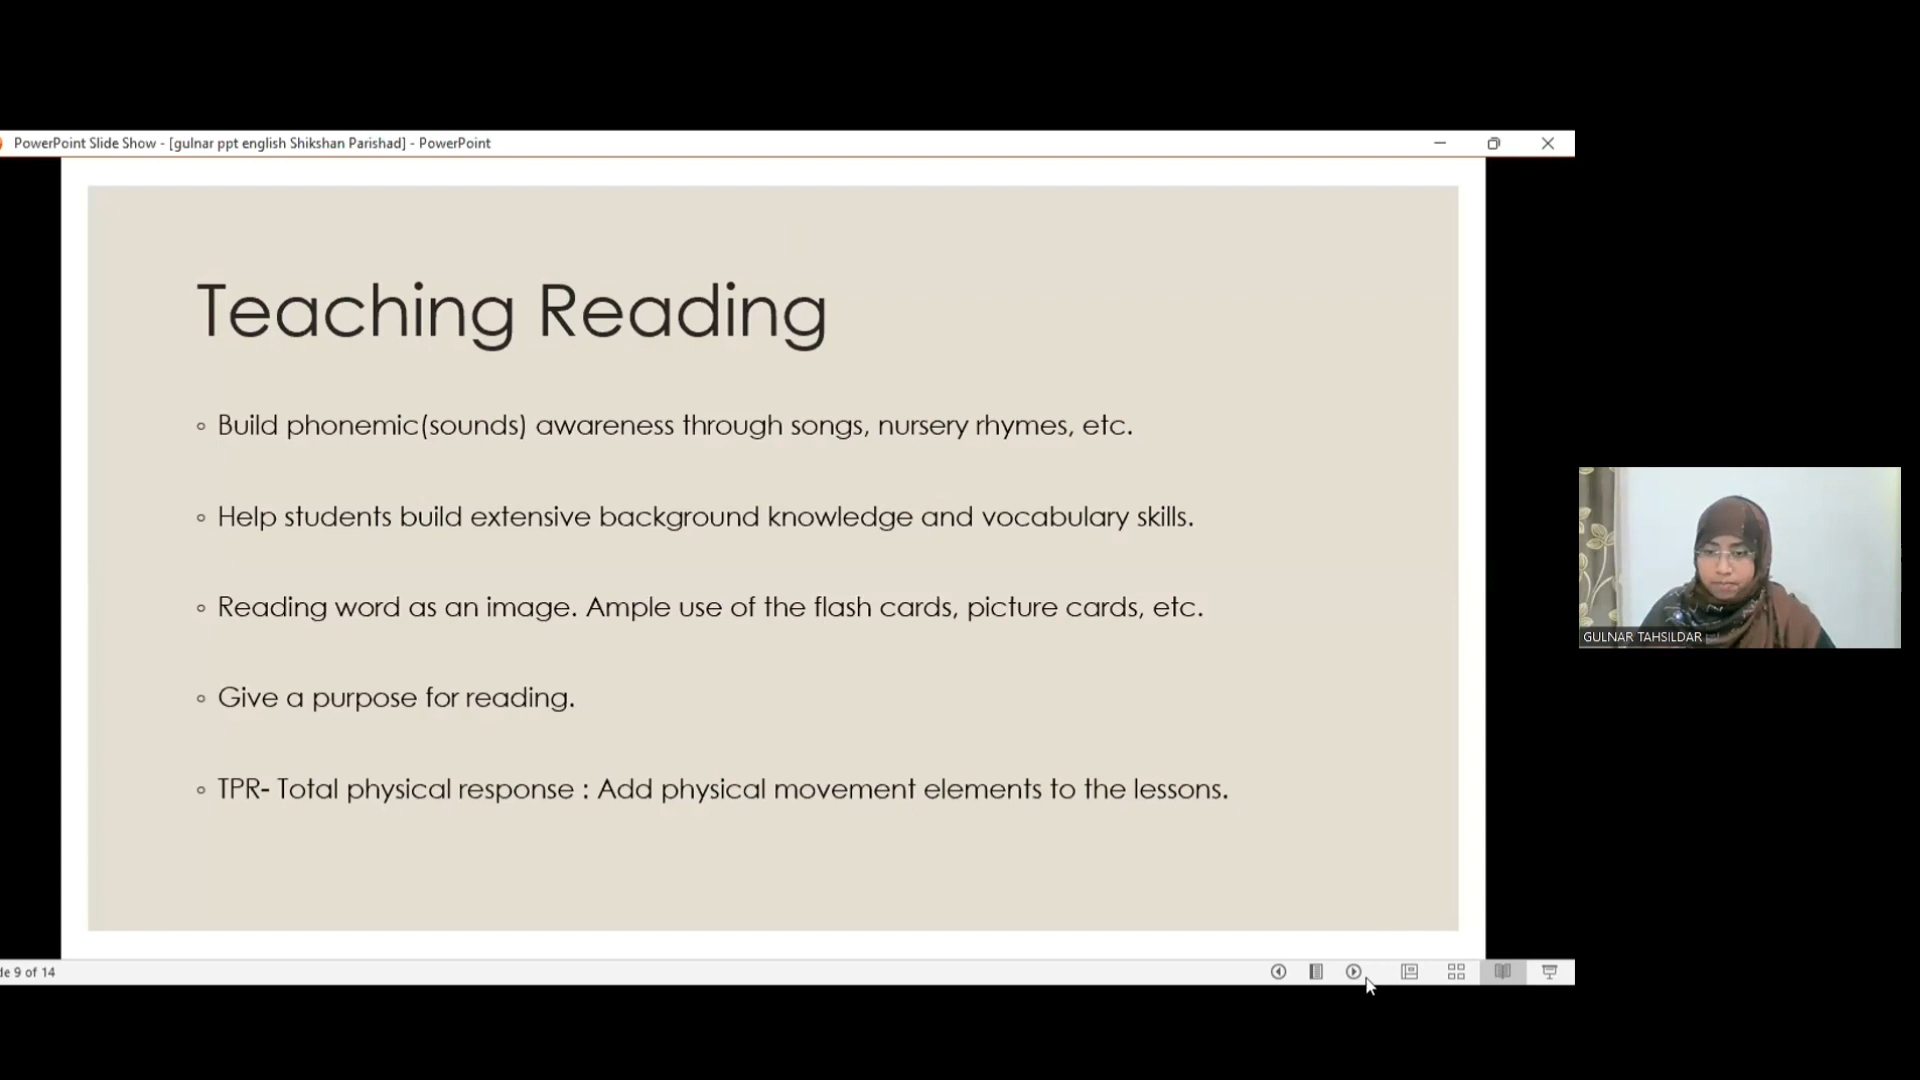 PowerPoint Slide Show - [gulnar ppt english Shikshan Parishad] - PowerPoint
Teaching Reading
◦ Build phonemic(sounds) awareness through songs, nursery rhymes, etc.
◦ Help students build extensive background knowledge and vocabulary skills.
◦ Reading word as an image. Ample use of the flash cards, picture cards, etc.
◦ Give a purpose for reading.
◦ TPR- Total physical response : Add physical movement elements to the lessons.
GULNAR TAHSILDAR
de 9 of 14